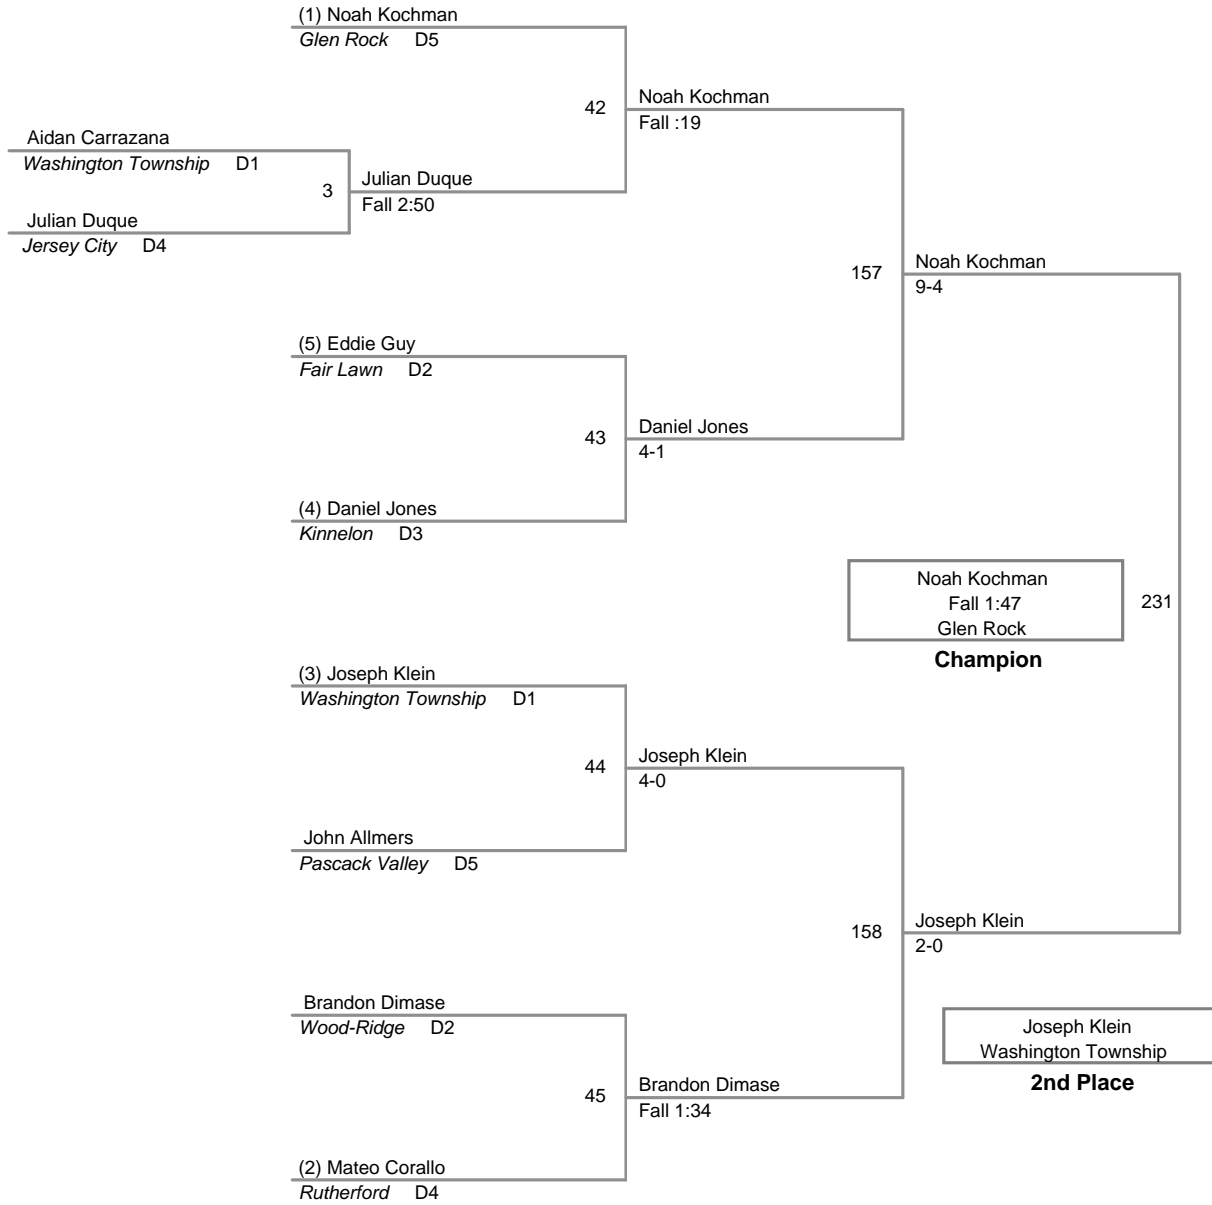 (1) Noah Kochman
Glen Rock D5
42
Noah Kochman
Fall :19
Aidan Carrazana
Washington Township D1
3
Julian Duque
Fall 2:50
Julian Duque
Jersey City D4
157
Noah Kochman
9-4
(5) Eddie Guy
Fair Lawn D2
43
Daniel Jones
4-1
(4) Daniel Jones
Kinnelon D3
Noah Kochman
Fall 1:47
Glen Rock
Champion
231
(3) Joseph Klein
Washington Township D1
44
Joseph Klein
4-0
John Allmers
Pascack Valley D5
158
Joseph Klein
2-0
Brandon Dimase
Wood-Ridge D2
Joseph Klein
Washington Township
2nd Place
45
Brandon Dimase
Fall 1:34
(2) Mateo Corallo
Rutherford D4